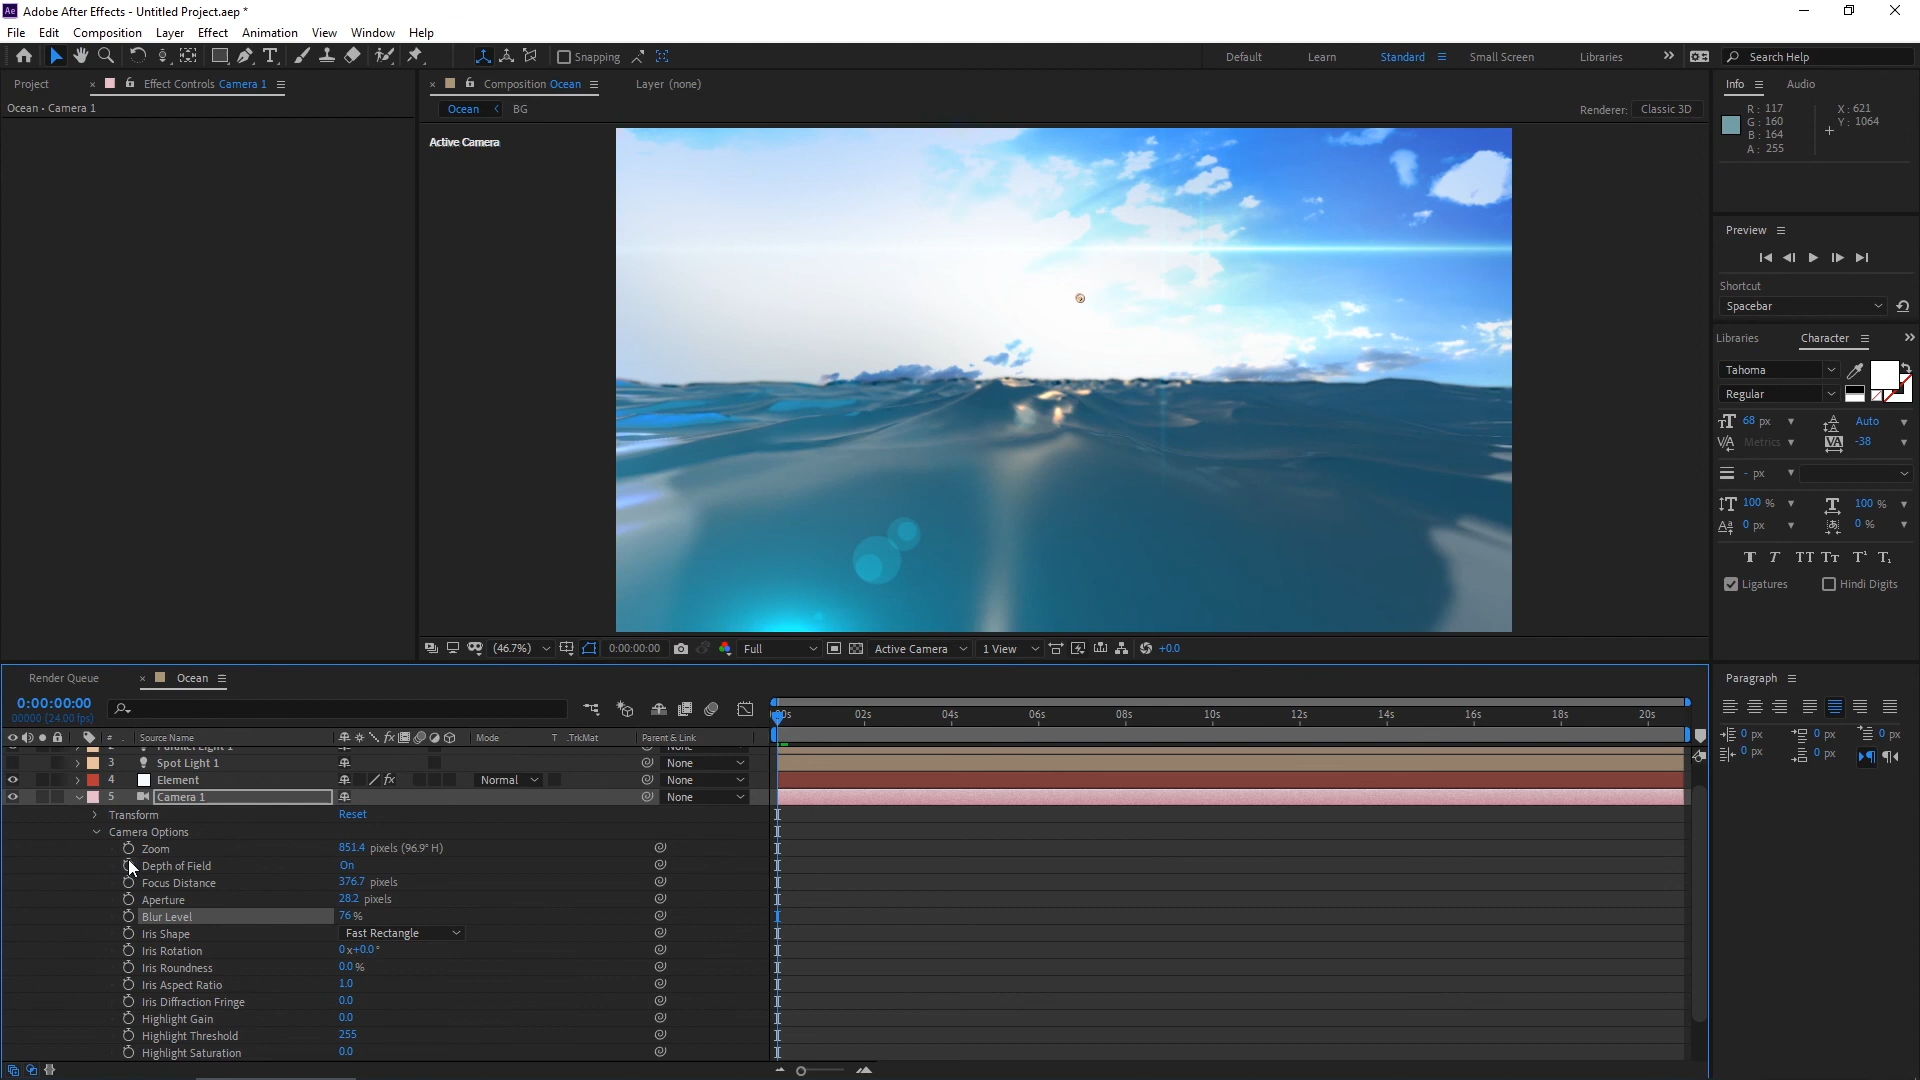 Adobe After Effects - Untitled Project.aep *
File Edit Composition Layer Effect Animation View Window Help
Snapping
Default Learn Standard Small Screen Libraries
Search Help
Project
Effect Controls Camera 1
Composition Ocean
Layer (none)
Info Audio
Ocean • Camera 1
Ocean BG
Renderer: Classic 3D
R: 117
G: 160
B: 164
A: 255
X: 621
Y: 1064
Active Camera
Preview
Shortcut
Spacebar
Libraries Character
Tahoma
Regular
68 px Auto
Metrics -38
- px
100 % 100 %
0 px 0 %
Ligatures Hindi Digits
(46.7%) 0:00:00:00 Full Active Camera 1 View +0.0
Render Queue Ocean
Paragraph
0 px 0 px 0 px
0 px 0 px
0:00:00:00
00000 (24.00 fps)
00s 02s 04s 06s 08s 10s 12s 14s 16s 18s 20s
# Source Name Mode T .TrkMat Parent & Link
Parallel Light 1 None
3 Spot Light 1 None
4 Element Normal None
5 Camera 1 None
Transform Reset
Camera Options
Zoom 851.4 pixels (96.9° H)
Depth of Field On
Focus Distance 376.7 pixels
Aperture 28.2 pixels
Blur Level 76 %
Iris Shape Fast Rectangle
Iris Rotation 0x+0.0°
Iris Roundness 0.0 %
Iris Aspect Ratio 1.0
Iris Diffraction Fringe 0.0
Highlight Gain 0.0
Highlight Threshold 255
Highlight Saturation 0.0